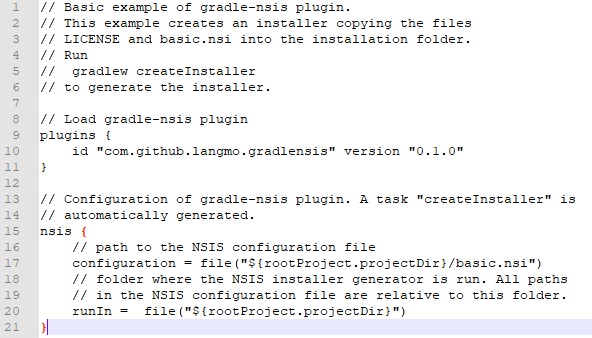 1 // Basic example of gradle-nsis plugin.
2 // This example creates an installer copying the files
3 // LICENSE and basic.nsi into the installation folder.
4 // Run
5 //  gradlew createInstaller
6 // to generate the installer.
7
8 // Load gradle-nsis plugin
9 plugins {
10     id "com.github.langmo.gradlensis" version "0.1.0"
11 }
12
13 // Configuration of gradle-nsis plugin. A task "createInstaller" is
14 // automatically generated.
15 nsis {
16     // path to the NSIS configuration file
17     configuration = file("${rootProject.projectDir}/basic.nsi")
18     // folder where the NSIS installer generator is run. All paths
19     // in the NSIS configuration file are relative to this folder.
20     runIn =  file("${rootProject.projectDir}")
21 }